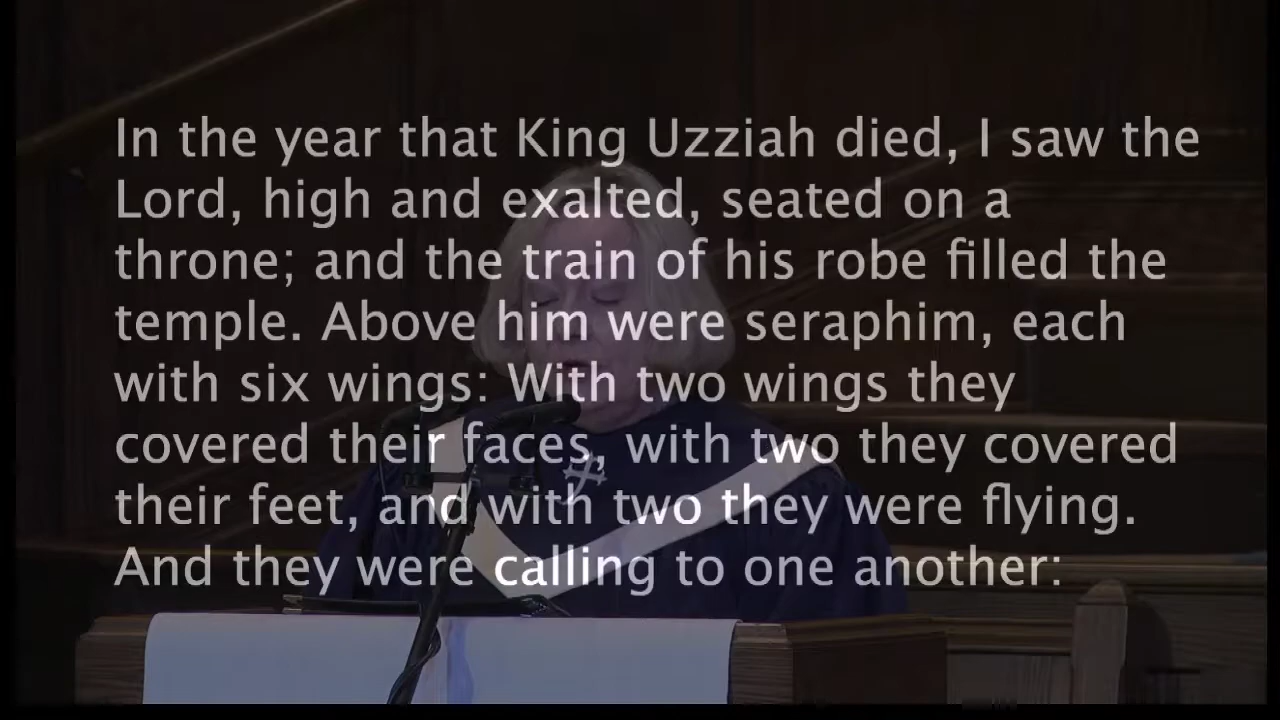 In the year that King Uzziah died, I saw the
Lord, high and exalted, seated on a
throne; and the train of his robe filled the
temple. Above him were seraphim, each
with six wings: With two wings they
covered their faces, with two they covered
their feet, and with two they were flying.
And they were calling to one another: